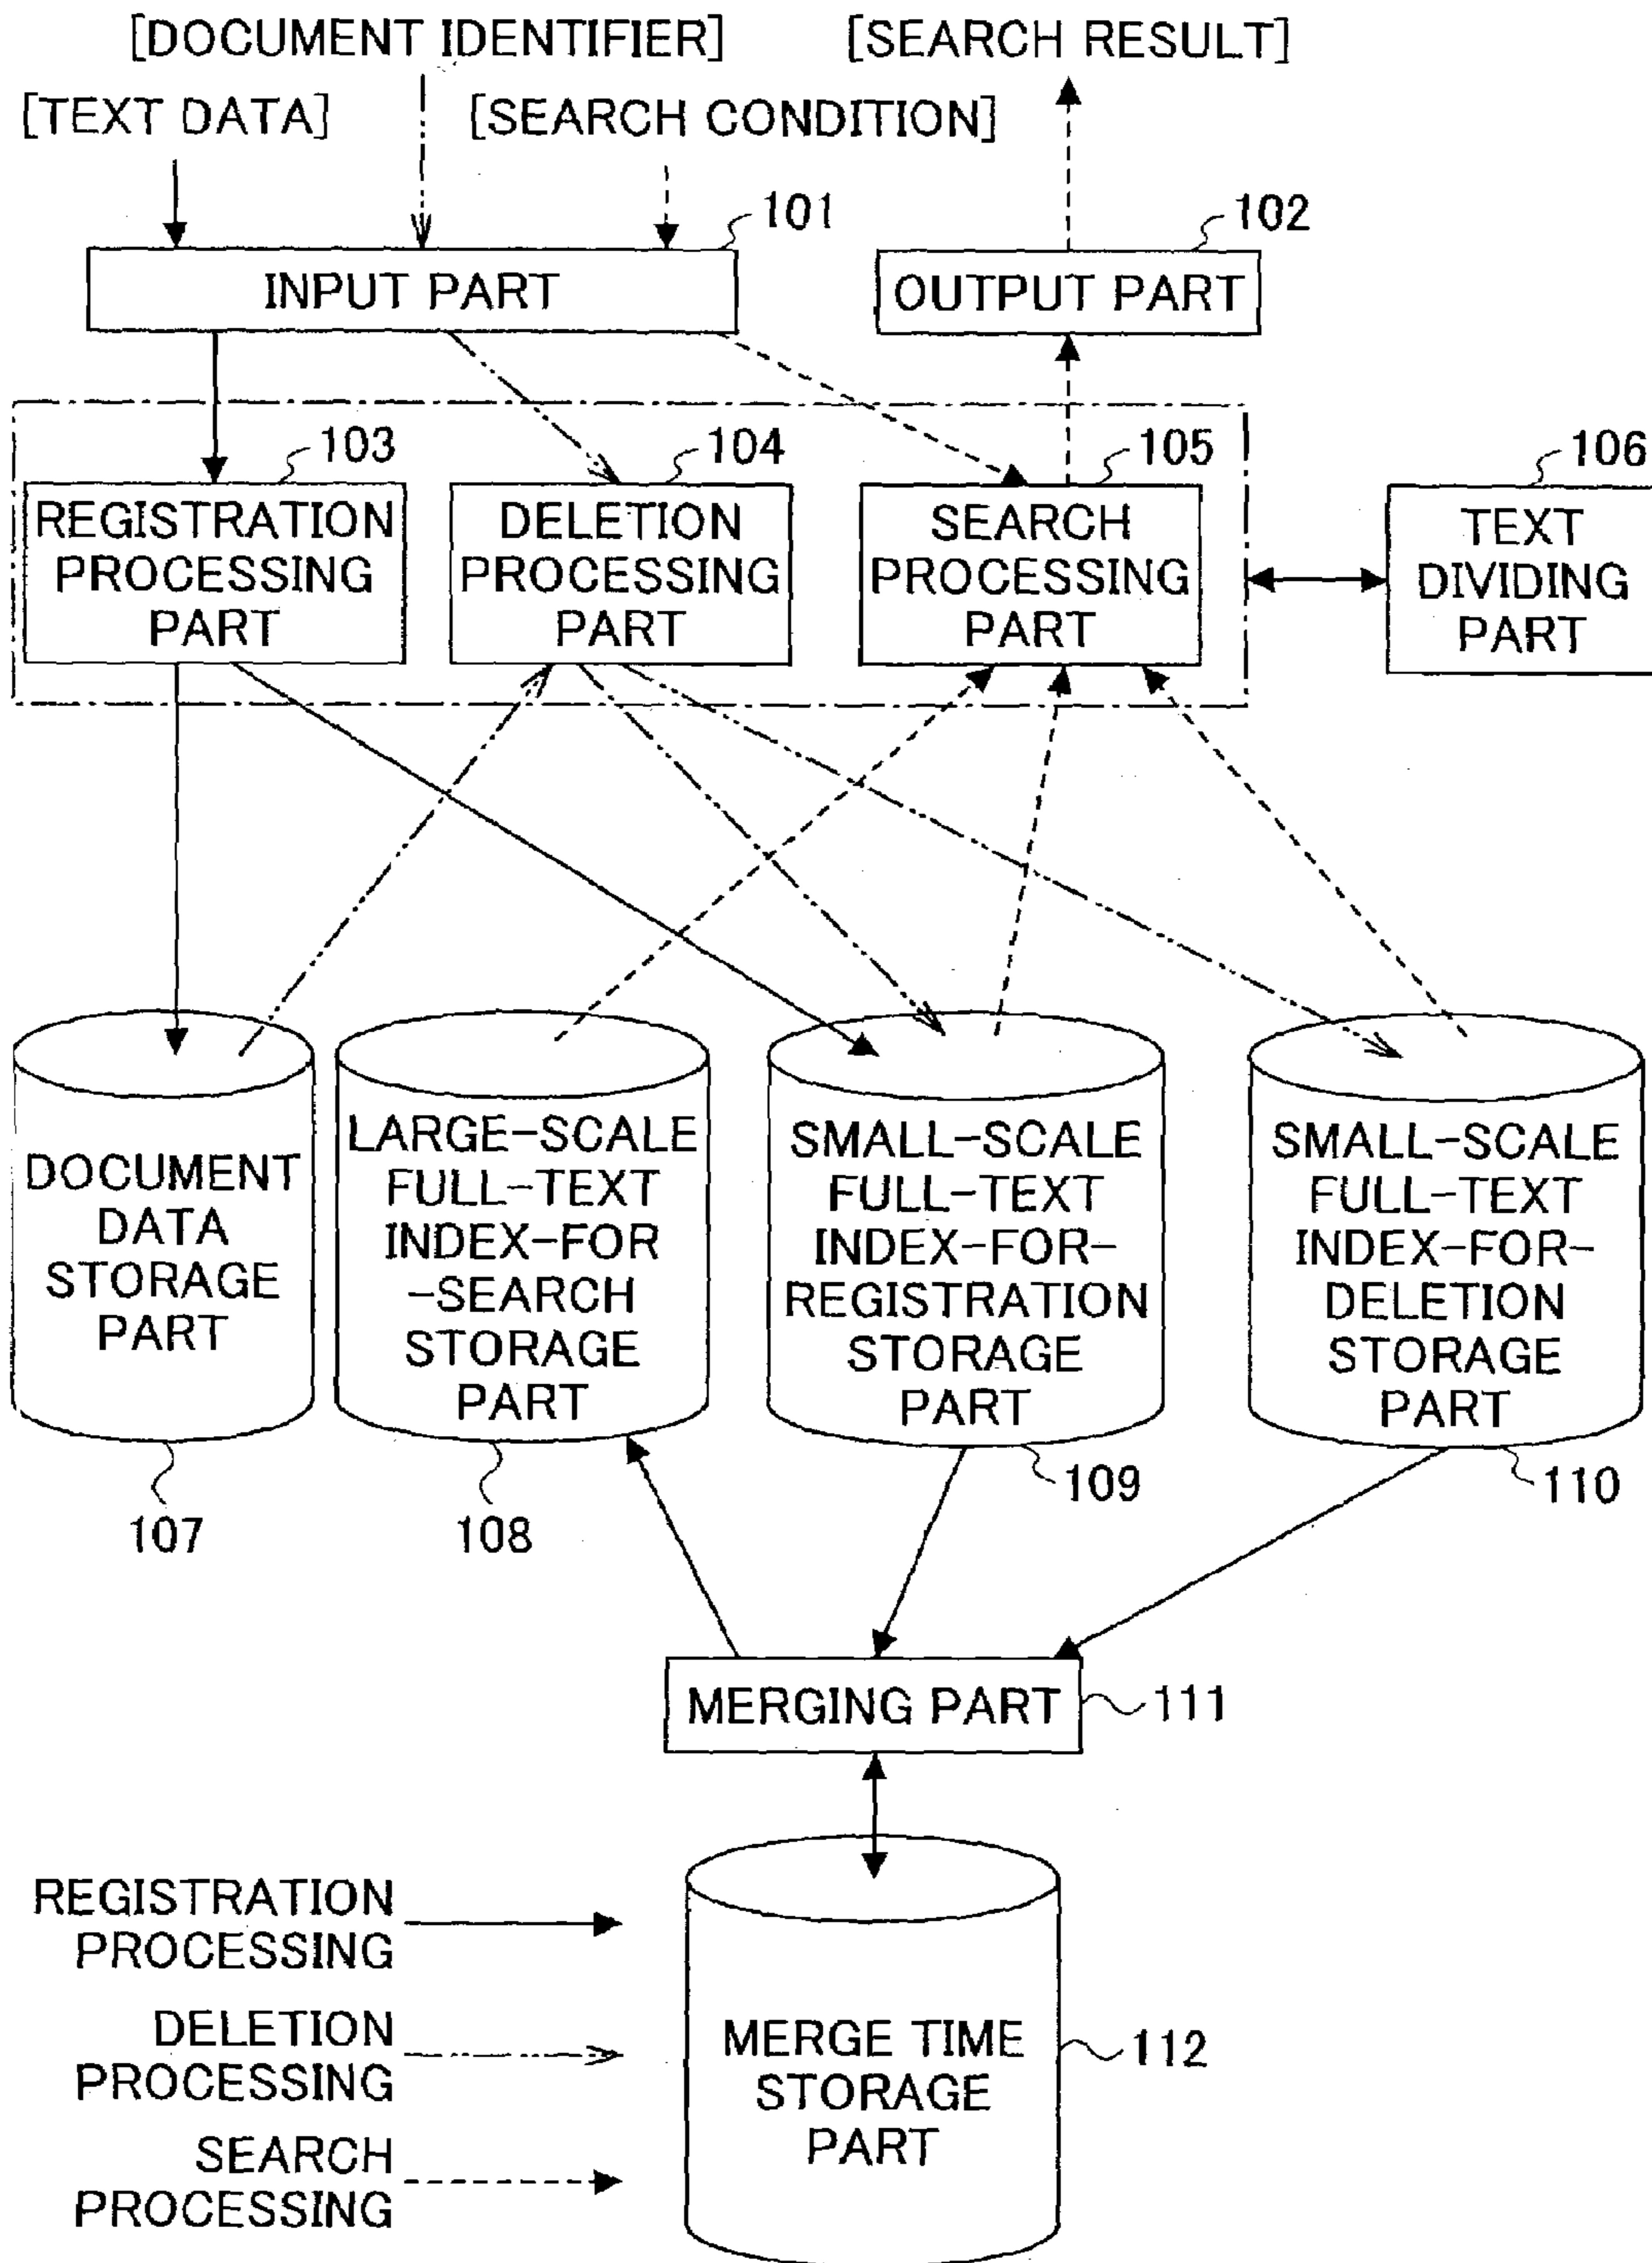 [DOCUMENT IDENTIFIER]
[SEARCH RESULT]
[TEXT DATA]
[SEARCH CONDITION]
101
102
INPUT PART
OUTPUT PART
103
104
105
106
REGISTRATION
PROCESSING
PART
DELETION
PROCESSING
PART
SEARCH
PROCESSING
PART
TEXT
DIVIDING
PART
DOCUMENT
DATA
STORAGE
PART
LARGE-SCALE
FULL-TEXT
INDEX-FOR
-SEARCH
STORAGE
PART
SMALL-SCALE
FULL-TEXT
INDEX-FOR-
REGISTRATION
STORAGE
PART
SMALL-SCALE
FULL-TEXT
INDEX-FOR-
DELETION
STORAGE
PART
107
108
109
110
MERGING PART
111
REGISTRATION
PROCESSING
DELETION
PROCESSING
SEARCH
PROCESSING
MERGE TIME
STORAGE
PART
112